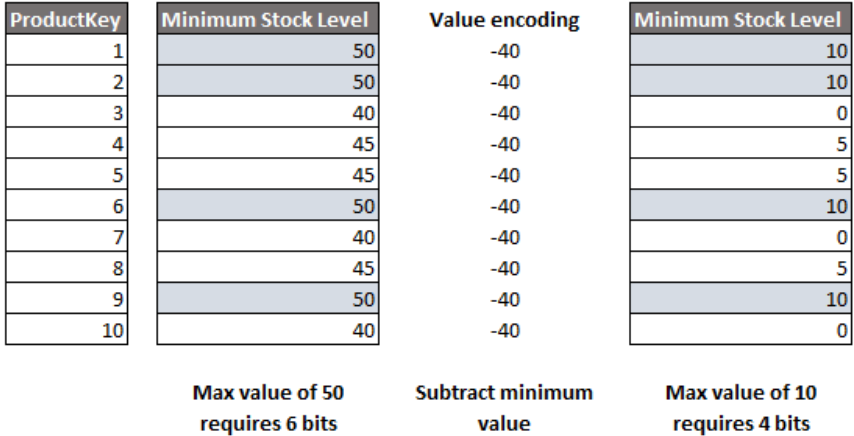 ProductKey Minimum Stock Level Value encoding Minimum Stock Level
1 50 -40 10
2 50 -40 10
3 40 -40 0
4 45 -40 5
5 45 -40 5
6 50 -40 10
7 40 -40 0
8 45 -40 5
9 50 -40 10
10 40 -40 0
Max value of 50 Subtract minimum Max value of 10
requires 6 bits value requires 4 bits